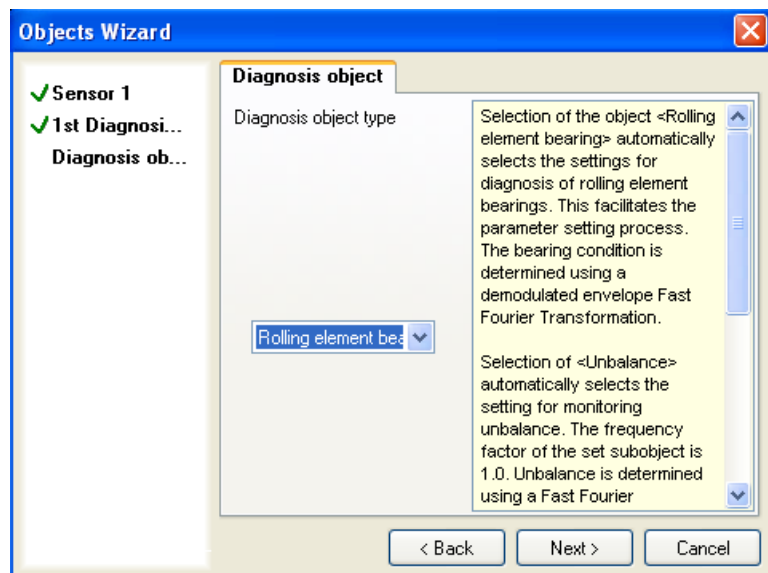 Objects Wizard
Sensor 1
1st Diagnosi...
Diagnosis ob...
Diagnosis object
Diagnosis object type
Rolling element bea
Selection of the object <Rolling
element bearing> automatically
selects the settings for
diagnosis of rolling element
bearings. This facilitates the
parameter setting process.
The bearing condition is
determined using a
demodulated envelope Fast
Fourier Transformation.
Selection of <Unbalance>
automatically selects the
setting for monitoring
unbalance. The frequency
factor of the set subobject is
1.0. Unbalance is determined
using a Fast Fourier
< Back
Next >
Cancel